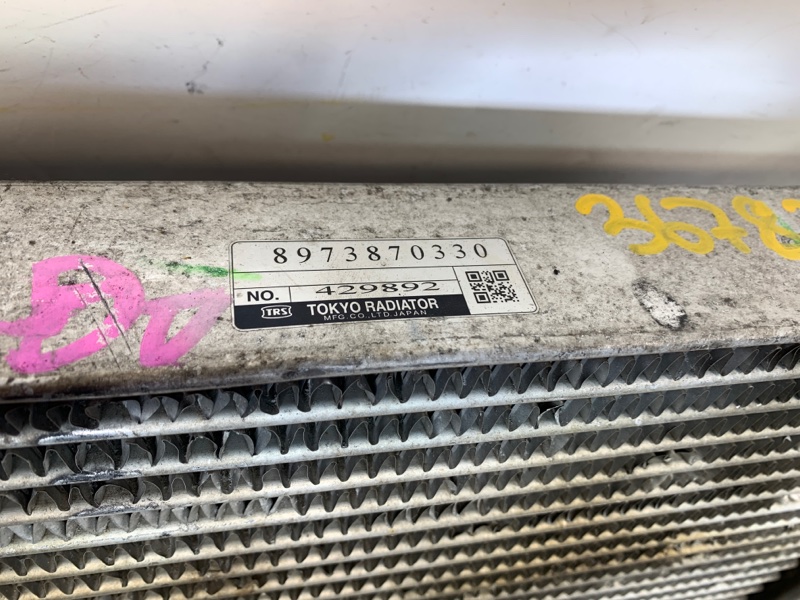 8973870330
NO. 429892
TRS TOKYO RADIATOR
MFG.CO.,LTD.JAPAN